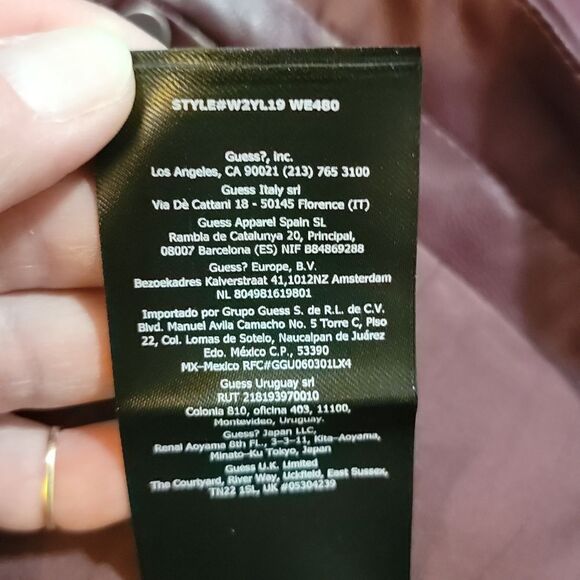 STYLE#W2YL19 WE480
Guess?, Inc.
Los Angeles, CA 90021 (213) 765 3100
Guess Italy srl
Via Dè Cattani 18 - 50145 Florence (IT)
Guess Apparel Spain SL
Rambla de Catalunya 20, Principal,
08007 Barcelona (ES) NIF B84869288
Guess? Europe, B.V.
Bezoekadres Kalverstraat 41,1012NZ Amsterdam
NL 804981619801
Importado por Grupo Guess S. de R.L. de C.V.
Blvd. Manuel Avila Camacho No. 5 Torre C, Piso
22, Col. Lomas de Sotelo, Naucalpan de Juárez
Edo. México C.P., 53390
MX-Mexico RFC#GGU060301LX4
Guess Uruguay srl
RUT 218193970010
Colonia 810, oficina 403, 11100,
Montevideo, Uruguay.
Guess? Japan LLC,
Renai Aoyama 8th FL., 3-3-11, Kita-Aoyama,
Minato-Ku Tokyo, Japan
Guess U.K. Limited
The Courtyard, River Way, Uckfield, East Sussex,
TN22 1SL, UK #05304239